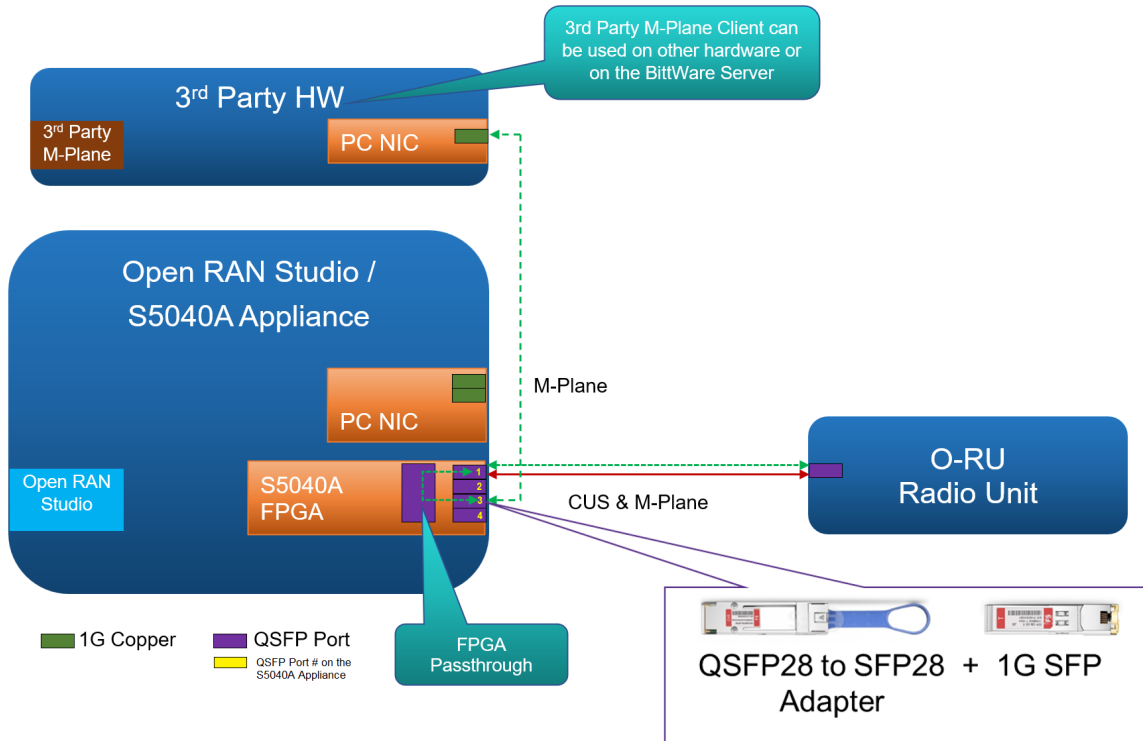 3rd Party M-Plane Client can
be used on other hardware or
on the BittWare Server
3rd Party HW
3rd Party
M-Plane
PC NIC
Open RAN Studio /
S5040A Appliance
M-Plane
PC NIC
Open RAN
Studio
S5040A
FPGA
1
2
3
4
CUS & M-Plane
O-RU
Radio Unit
1G Copper
QSFP Port
QSFP Port # on the
S5040A Appliance
FPGA
Passthrough
QSFP28 to SFP28 + 1G SFP
Adapter